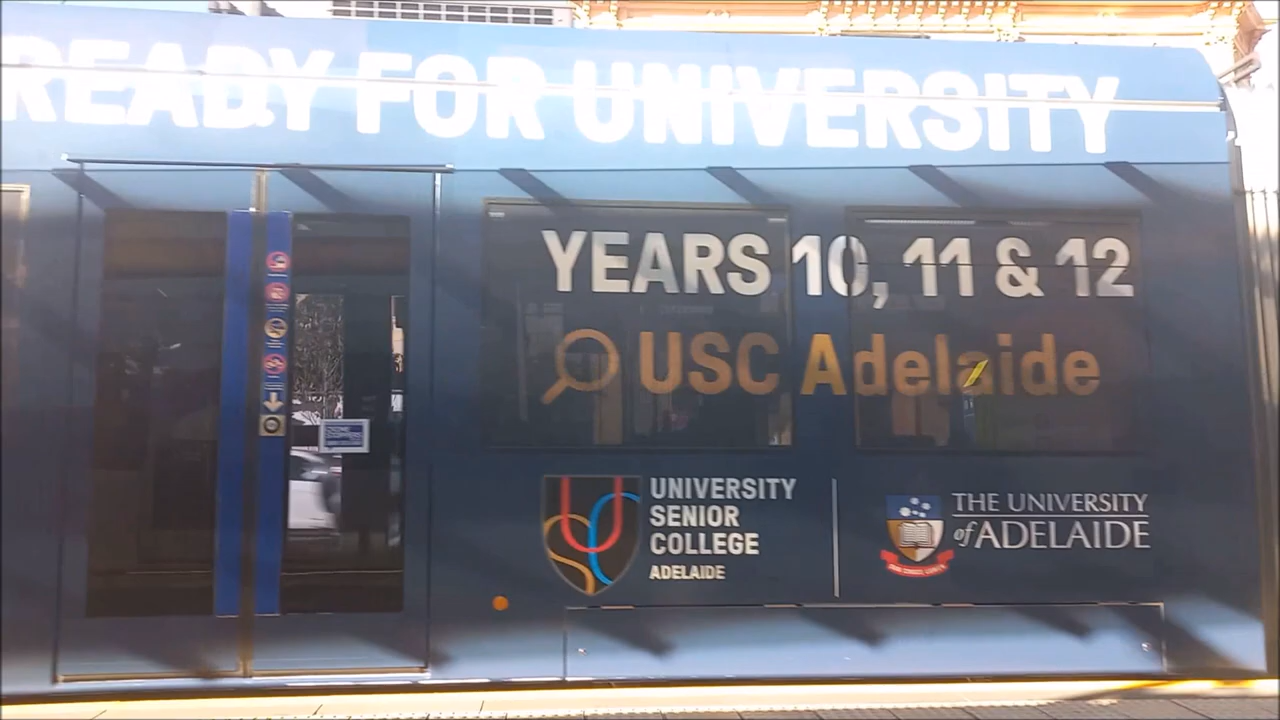 READY FOR UNIVERSITY
YEARS 10, 11 & 12
USC Adelaide
UNIVERSITY
SENIOR
COLLEGE
ADELAIDE
THE UNIVERSITY
of ADELAIDE